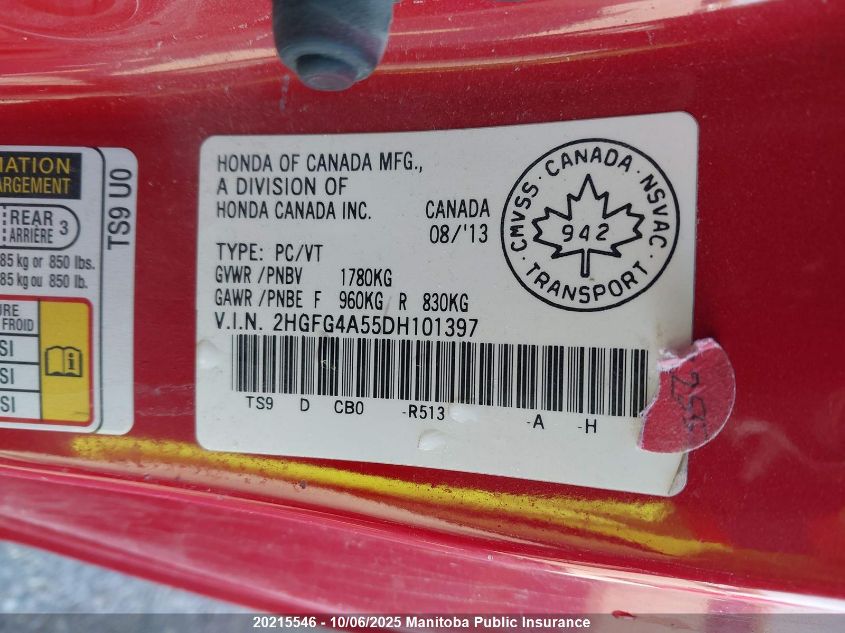 MATION
ARGEMENT
REAR 3
ARRIÈRE
85 kg or 850 lbs.
85 kg ou 850 lb.
URE
FROID
SI
SI
SI
TS9 U0
HONDA OF CANADA MFG.,
A DIVISION OF
HONDA CANADA INC. CANADA
08/'13
TYPE: PC/VT
GVWR/PNBV 1780KG
GAWR/PNBE F 960KG R 830KG
V.I.N. 2HGFG4A55DH101397
TS9 D CB0 -R513 -A -H
CMVSS CANADA NSVAC
942
TRANSPORT
20215546 - 10/06/2025 Manitoba Public Insurance